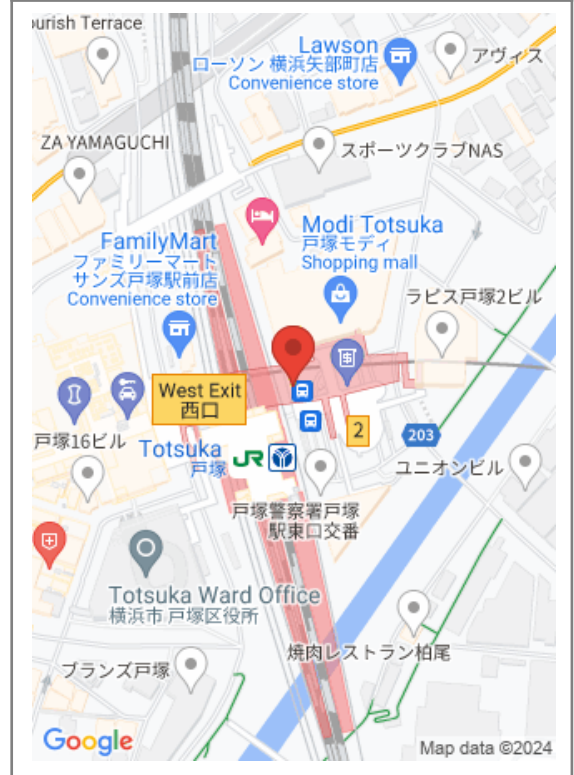 ourish Terrace
Lawson
ローソン 横浜矢部町店
Convenience store
アヴィス
ZA YAMAGUCHI
スポーツクラブNAS
FamilyMart
ファミリーマート
サンズ戸塚駅前店
Convenience store
Modi Totsuka
戸塚モディ
Shopping mall
ラピス戸塚2ビル
West Exit
西口
2
203
戸塚16ビル
Totsuka
戸塚
JR
ユニオンビル
戸塚警察署戸塚
駅東口交番
Totsuka Ward Office
横浜市 戸塚区役所
焼肉レストラン柏尾
ブランズ戸塚
Google
Map data ©2024